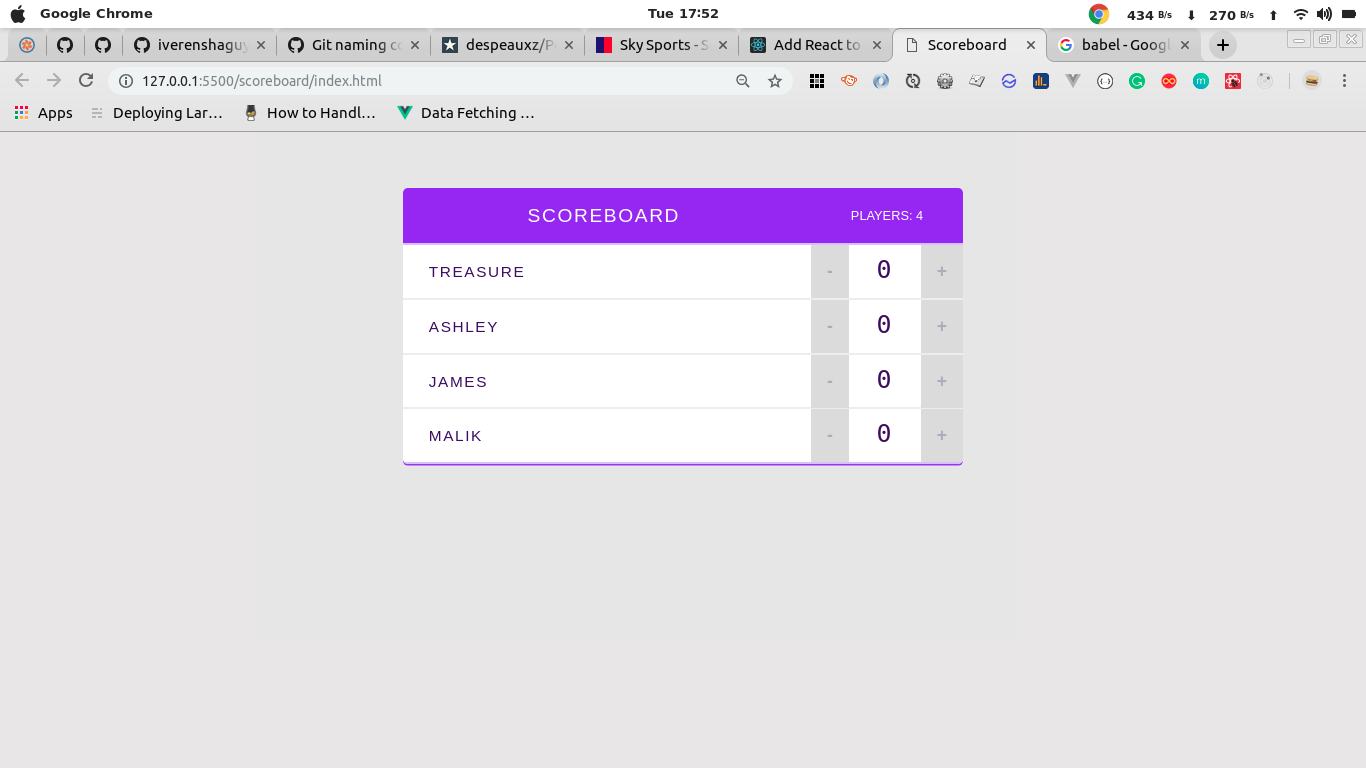 Google Chrome Tue 17:52 434 B/s 270 B/s
iverenshaguy Git naming co despeauxz/P Sky Sports - S Add React to Scoreboard babel - Googl
127.0.0.1:5500/scoreboard/index.html
Apps Deploying Lar... How to Handl... Data Fetching ...
SCOREBOARD PLAYERS: 4
TREASURE - 0 +
ASHLEY - 0 +
JAMES - 0 +
MALIK - 0 +